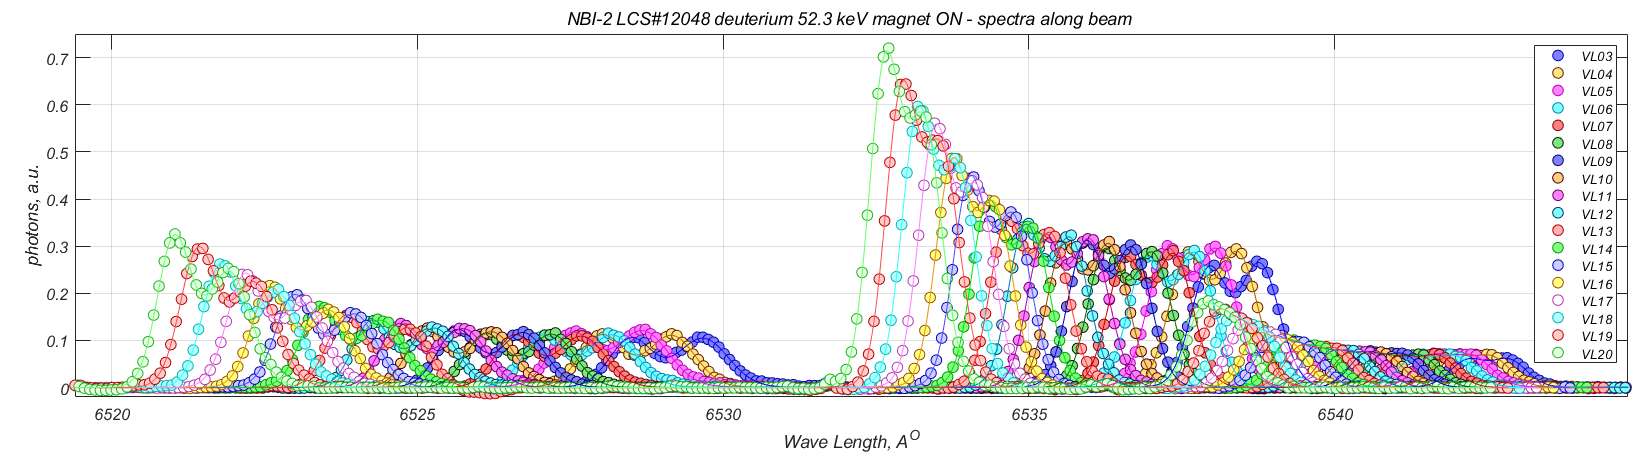 NBI-2 LCS#12048 deuterium 52.3 keV magnet ON - spectra along beam
photons, a.u.
0.7
0.6
0.5
0.4
0.3
0.2
0.1
0
6520
6525
6530
6535
6540
Wave Length, A^O
VL03
VL04
VL05
VL06
VL07
VL08
VL09
VL10
VL11
VL12
VL13
VL14
VL15
VL16
VL17
VL18
VL19
VL20